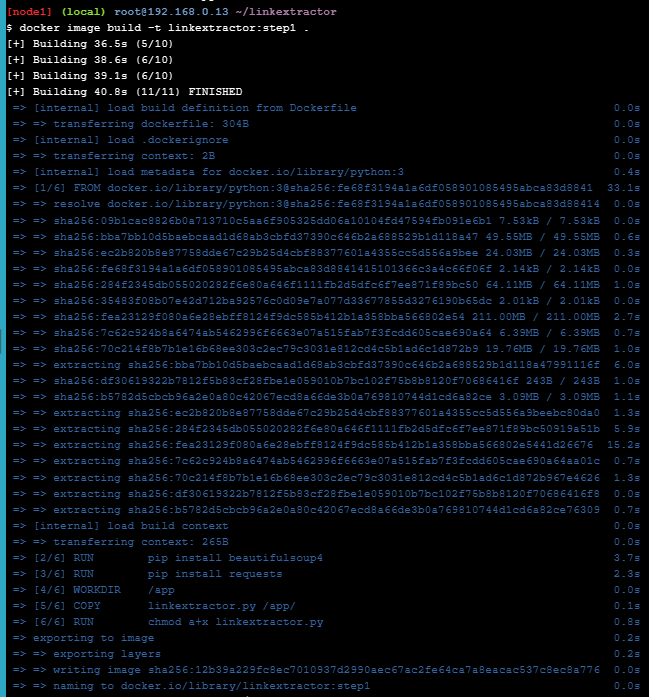 [node1] (local) root@192.168.0.13 ~/linkextractor
$ docker image build -t linkextractor:step1 .
[+] Building 36.5s (5/10)
[+] Building 38.6s (6/10)
[+] Building 39.1s (6/10)
[+] Building 40.8s (11/11) FINISHED
=> [internal] load build definition from Dockerfile 0.0s
=> => transferring dockerfile: 304B 0.0s
=> [internal] load .dockerignore 0.0s
=> => transferring context: 2B 0.0s
=> [internal] load metadata for docker.io/library/python:3 0.4s
=> [1/6] FROM docker.io/library/python:3@sha256:fe68f3194a1a6df058901085495abca83d8841 33.1s
=> => resolve docker.io/library/python:3@sha256:fe68f3194a1a6df058901085495abca83d88414 0.0s
=> => sha256:09b1cac8826b0a713710c5aa6f905325dd06a10104fd47594fb091e6b1 7.53kB / 7.53kB 0.0s
=> => sha256:bba7bb10d5baebcaad1d68ab3cbfd37390c646b2a688529b1d118a47 49.55MB / 49.55MB 0.6s
=> => sha256:ec2b820b8e87758dde67c29b25d4cbf88377601a4355cc5d556a9bee 24.03MB / 24.03MB 0.3s
=> => sha256:fe68f3194a1a6df058901085495abca83d8841415101366c3a4c66f06f 2.14kB / 2.14kB 0.0s
=> => sha256:284f2345db055020282f6e80a646f1111fb2d5dfc6f7ee871f89bc50 64.11MB / 64.11MB 1.0s
=> => sha256:35483f08b07e42d712ba92576c0d09e7a077d33677855d3276190b65dc 2.01kB / 2.01kB 0.0s
=> => sha256:fea23129f080a6e28ebff8124f9dc585b412b1a358bba566802e54 211.00MB / 211.00MB 2.7s
=> => sha256:7c62c924b8a6474ab5462996f6663e07a515fab7f3fcdd605cae690a64 6.39MB / 6.39MB 0.7s
=> => sha256:70c214f8b7b1e16b68ee303c2ec79c3031e812cd4c5b1ad6c1d872b9 19.76MB / 19.76MB 1.0s
=> => extracting sha256:bba7bb10d5baebcaad1d68ab3cbfd37390c646b2a688529b1d118a47991116f 6.0s
=> => sha256:df30619322b7812f5b83cf28fbe1e059010b7bc102f75b8b8120f70686416f 243B / 243B 1.0s
=> => sha256:b5782d5cbcb96a2e0a80c42067ecd8a66de3b0a769810744d1cd6a82ce 3.09MB / 3.09MB 1.1s
=> => extracting sha256:ec2b820b8e87758dde67c29b25d4cbf88377601a4355cc5d556a9beebc80da0 1.3s
=> => extracting sha256:284f2345db055020282f6e80a646f1111fb2d5dfc6f7ee871f89bc50919a51b 5.9s
=> => extracting sha256:fea23129f080a6e28ebff8124f9dc585b412b1a358bba566802e5441d26676 15.2s
=> => extracting sha256:7c62c924b8a6474ab5462996f6663e07a515fab7f3fcdd605cae690a64aa01c 0.7s
=> => extracting sha256:70c214f8b7b1e16b68ee303c2ec79c3031e812cd4c5b1ad6c1d872b967e4626 1.3s
=> => extracting sha256:df30619322b7812f5b83cf28fbe1e059010b7bc102f75b8b8120f70686416f8 0.0s
=> => extracting sha256:b5782d5cbcb96a2e0a80c42067ecd8a66de3b0a769810744d1cd6a82ce76309 0.7s
=> [internal] load build context 0.0s
=> => transferring context: 265B 0.0s
=> [2/6] RUN pip install beautifulsoup4 3.7s
=> [3/6] RUN pip install requests 2.3s
=> [4/6] WORKDIR /app 0.0s
=> [5/6] COPY linkextractor.py /app/ 0.1s
=> [6/6] RUN chmod a+x linkextractor.py 0.8s
=> exporting to image 0.2s
=> => exporting layers 0.2s
=> => writing image sha256:12b39a229fc8ec7010937d2990aec67ac2fe64ca7a8eacac537c8ec8a776 0.0s
=> => naming to docker.io/library/linkextractor:step1 0.0s